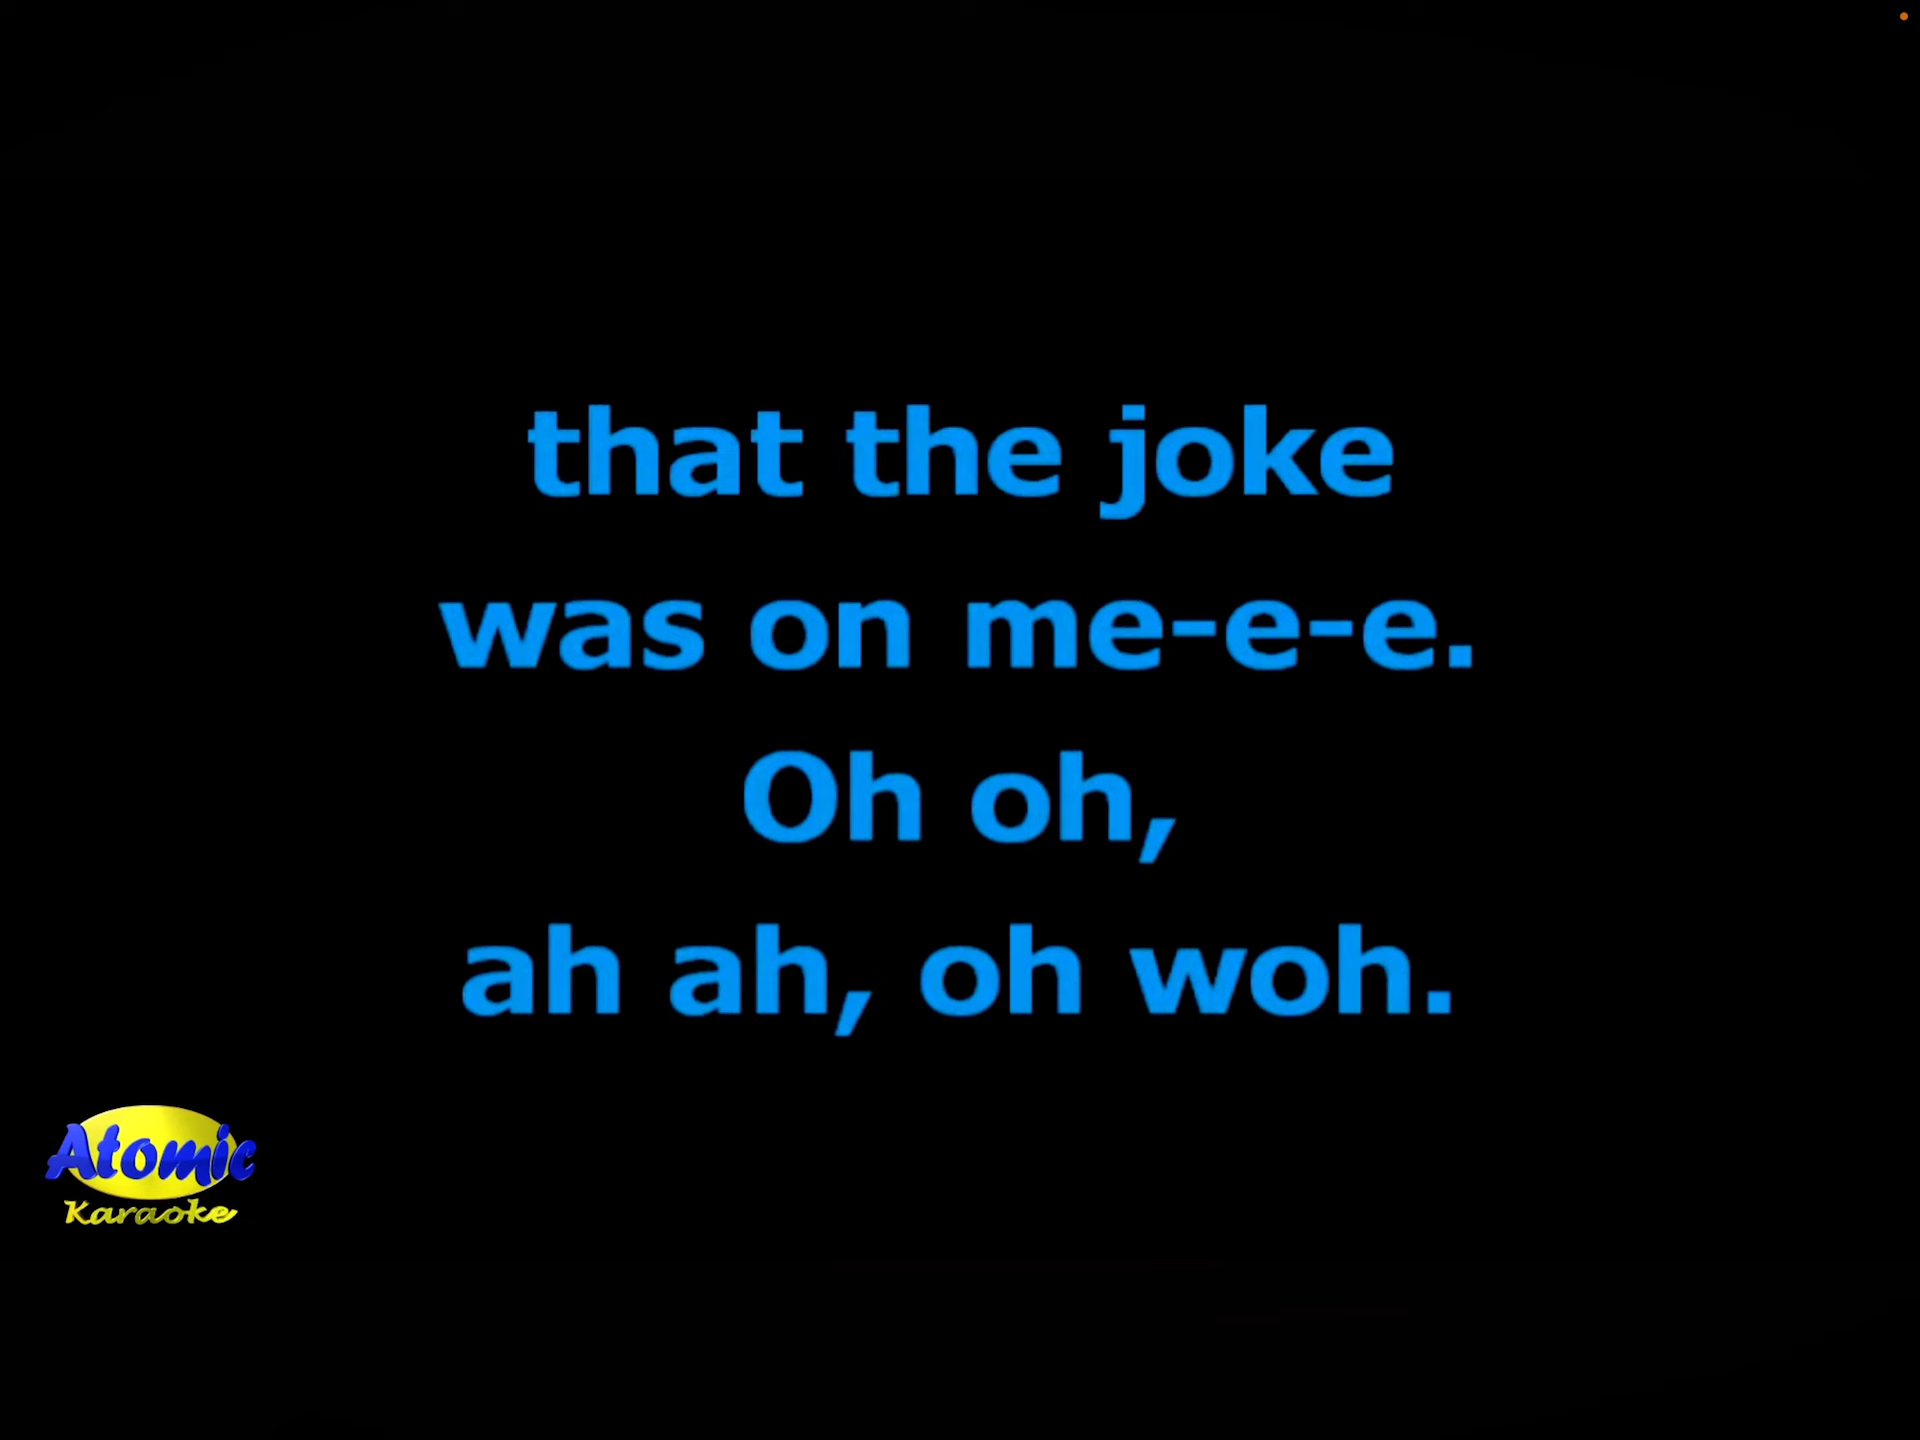 that the joke
was on me-e-e.
Oh oh,
ah ah, oh woh.
Atomic
Karaoke